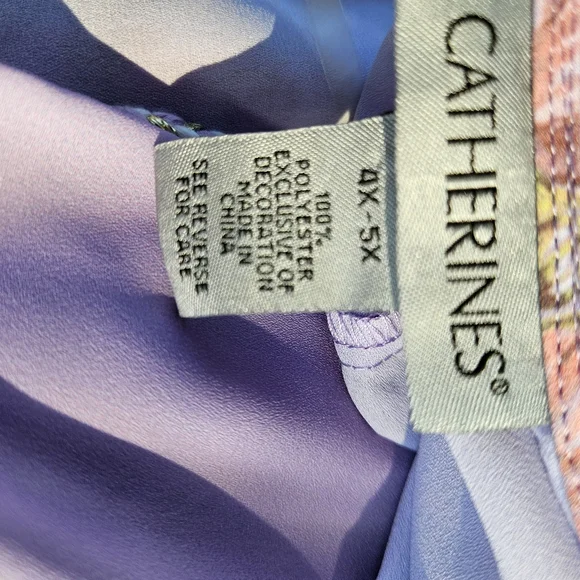 CATHERINES®
4X-5X
100%
POLYESTER
EXCLUSIVE OF
DECORATION
MADE IN
CHINA
SEE REVERSE
FOR CARE